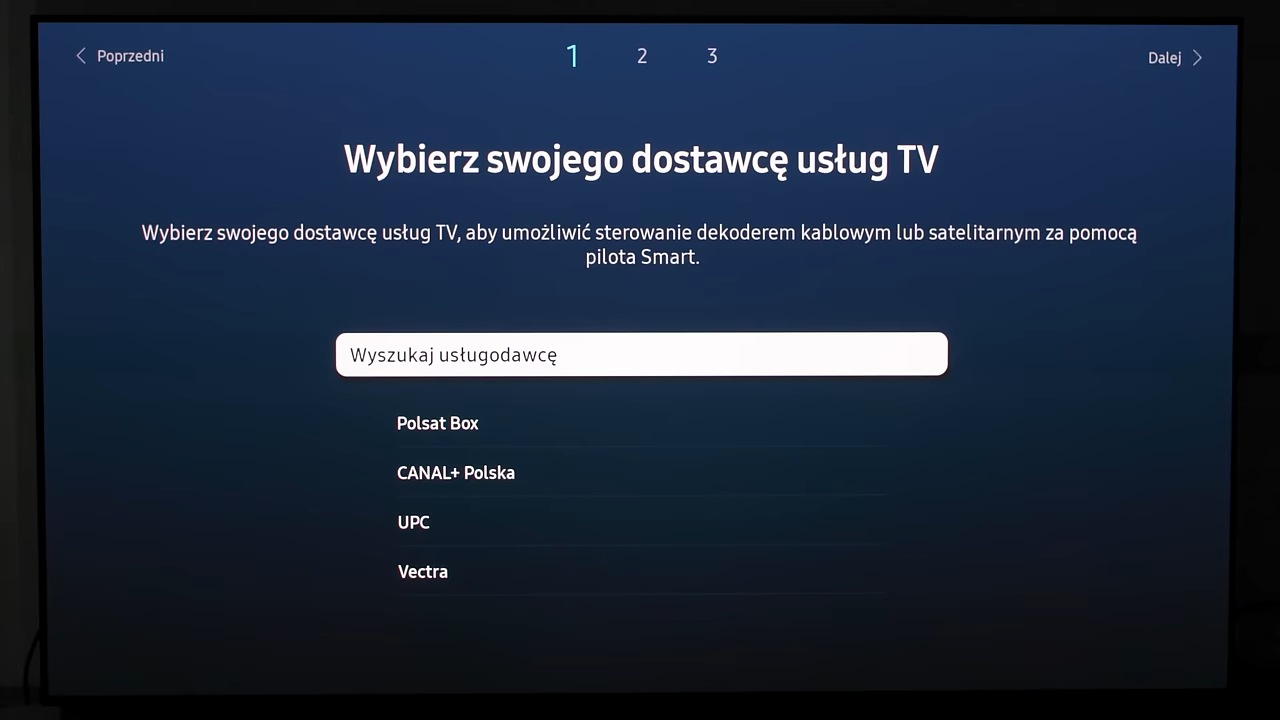 Poprzedni
1 2 3
Dalej
Wybierz swojego dostawcę usług TV
Wybierz swojego dostawcę usług TV, aby umożliwić sterowanie dekoderem kablowym lub satelitarnym za pomocą
pilota Smart.
Wyszukaj usługodawcę
Polsat Box
CANAL+ Polska
UPC
Vectra